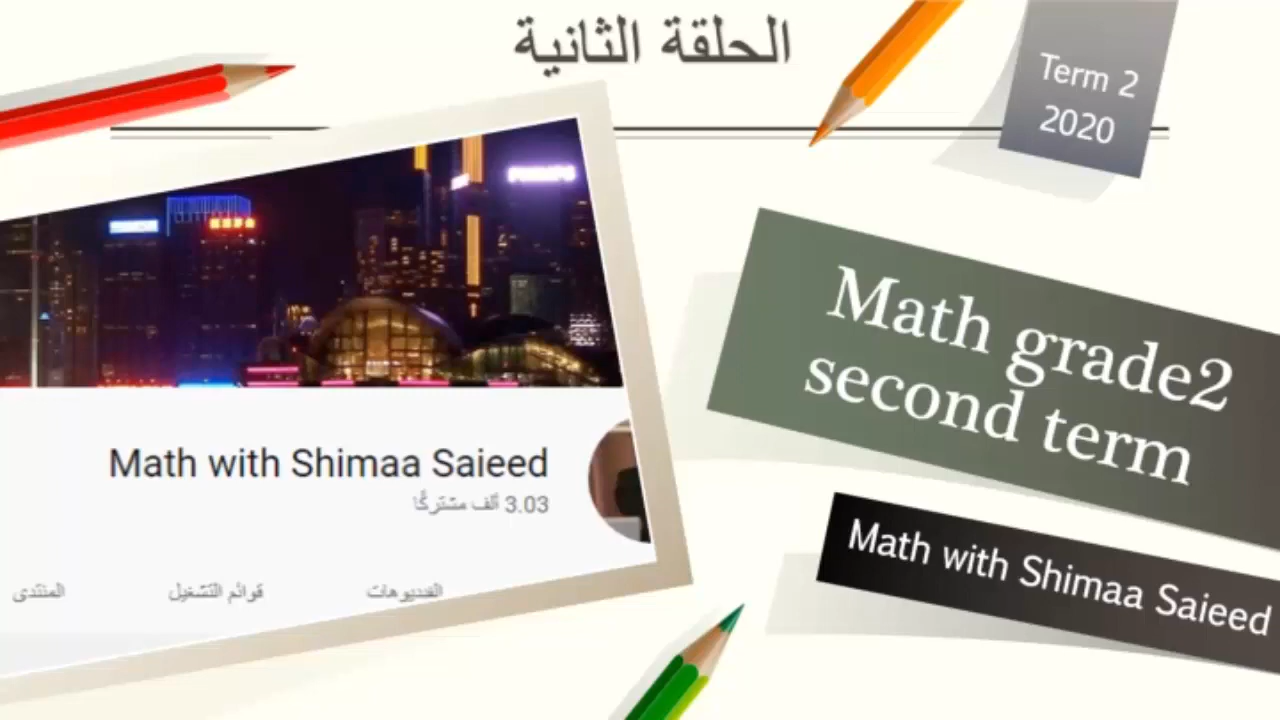 الحلقة الثانية
Term 2
2020
Math grade2
second term
Math with Shimaa Saieed
Math with Shimaa Saieed
3.03 ألف مشتركًا
الفيديوهات قوائم التشغيل المنتدى